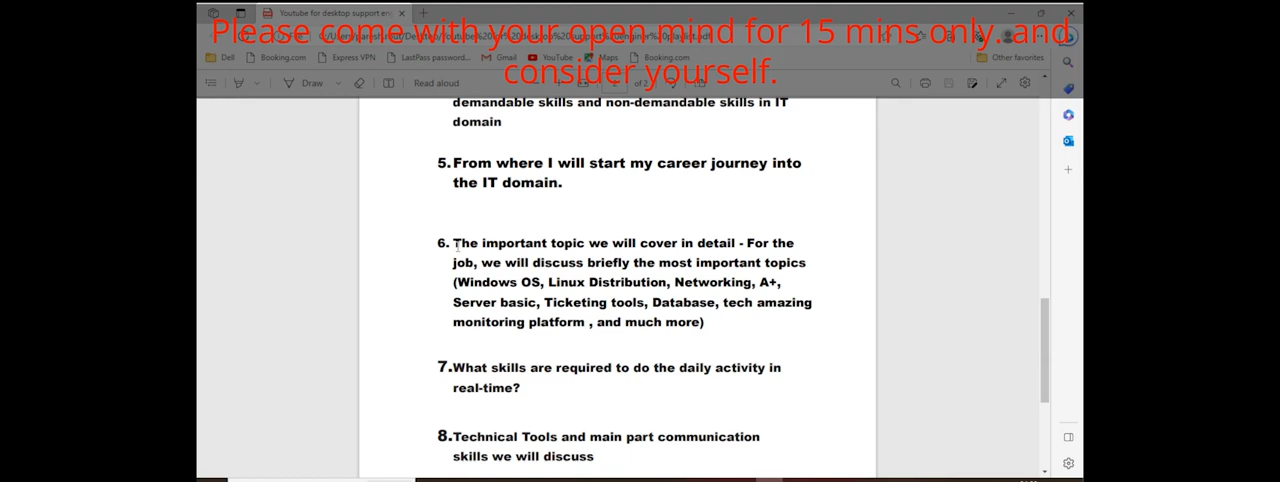 Youtube for desktop support eng
Please come with your open mind for 15 mins only. and
consider yourself.
Dell
Booking.com
Express VPN
LastPass password...
Gmail
YouTube
Maps
Booking.com
Other favorites
Draw
Read aloud
of 2
demandable skills and non-demandable skills in IT
domain
5. From where I will start my career journey into
the IT domain.
6. The important topic we will cover in detail - For the
job, we will discuss briefly the most important topics
(Windows OS, Linux Distribution, Networking, A+,
Server basic, Ticketing tools, Database, tech amazing
monitoring platform , and much more)
7. What skills are required to do the daily activity in
real-time?
8. Technical Tools and main part communication
skills we will discuss